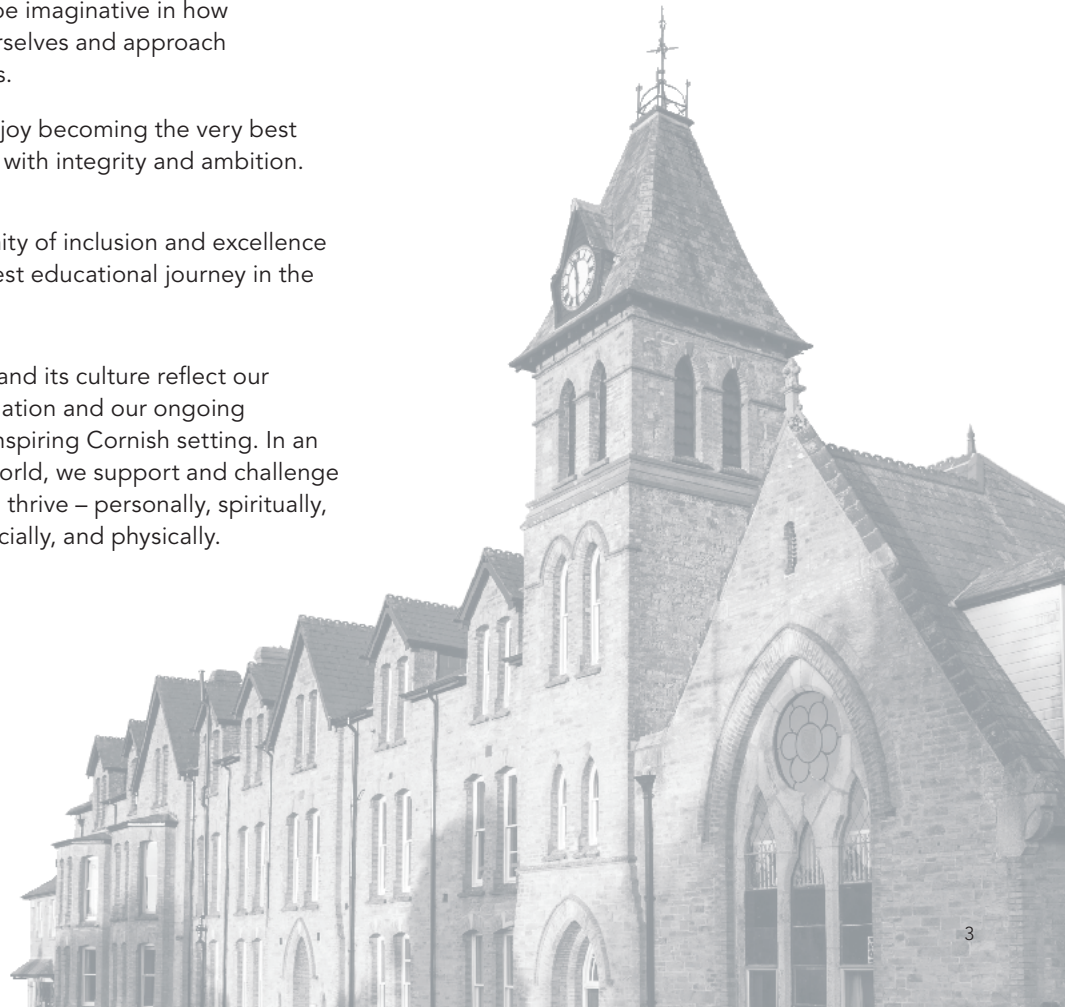 be imaginative in how
rselves and approach
s.
joy becoming the very best
with integrity and ambition.
ity of inclusion and excellence
est educational journey in the
and its culture reflect our
ation and our ongoing
nspiring Cornish setting. In an
orld, we support and challenge
thrive – personally, spiritually,
cially, and physically.
3